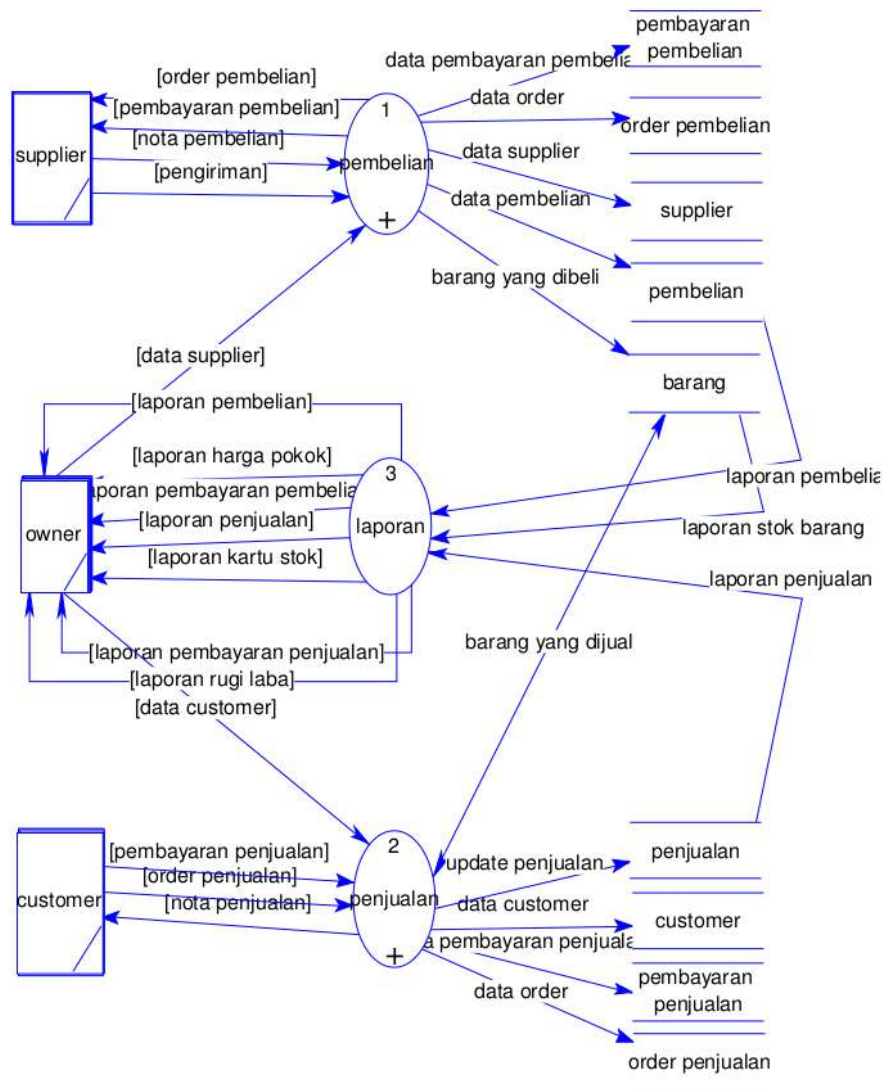 pembayaran
pembelian
data pembayaran pembelia
[order pembelian]
data order
[pembayaran pembelian]
1
order pembelian
[nota pembelian]
supplier
pembelian
data supplier
[pengiriman]
data pembelian
supplier
+
barang yang dibeli
pembelian
[data supplier]
barang
[laporan pembelian]
[laporan harga pokok]
3
laporan pembelia
aporan pembayaran pembelia
[laporan penjualan]
owner
laporan
laporan stok barang
[laporan kartu stok]
laporan penjualan
barang yang dijual
[laporan pembayaran penjualan]
[laporan rugi laba]
[data customer]
2
[pembayaran penjualan]
penjualan
update penjualan
[order penjualan]
customer
[nota penjualan]
penjualan
data customer
customer
a pembayaran penjuala
+
pembayaran
penjualan
data order
order penjualan